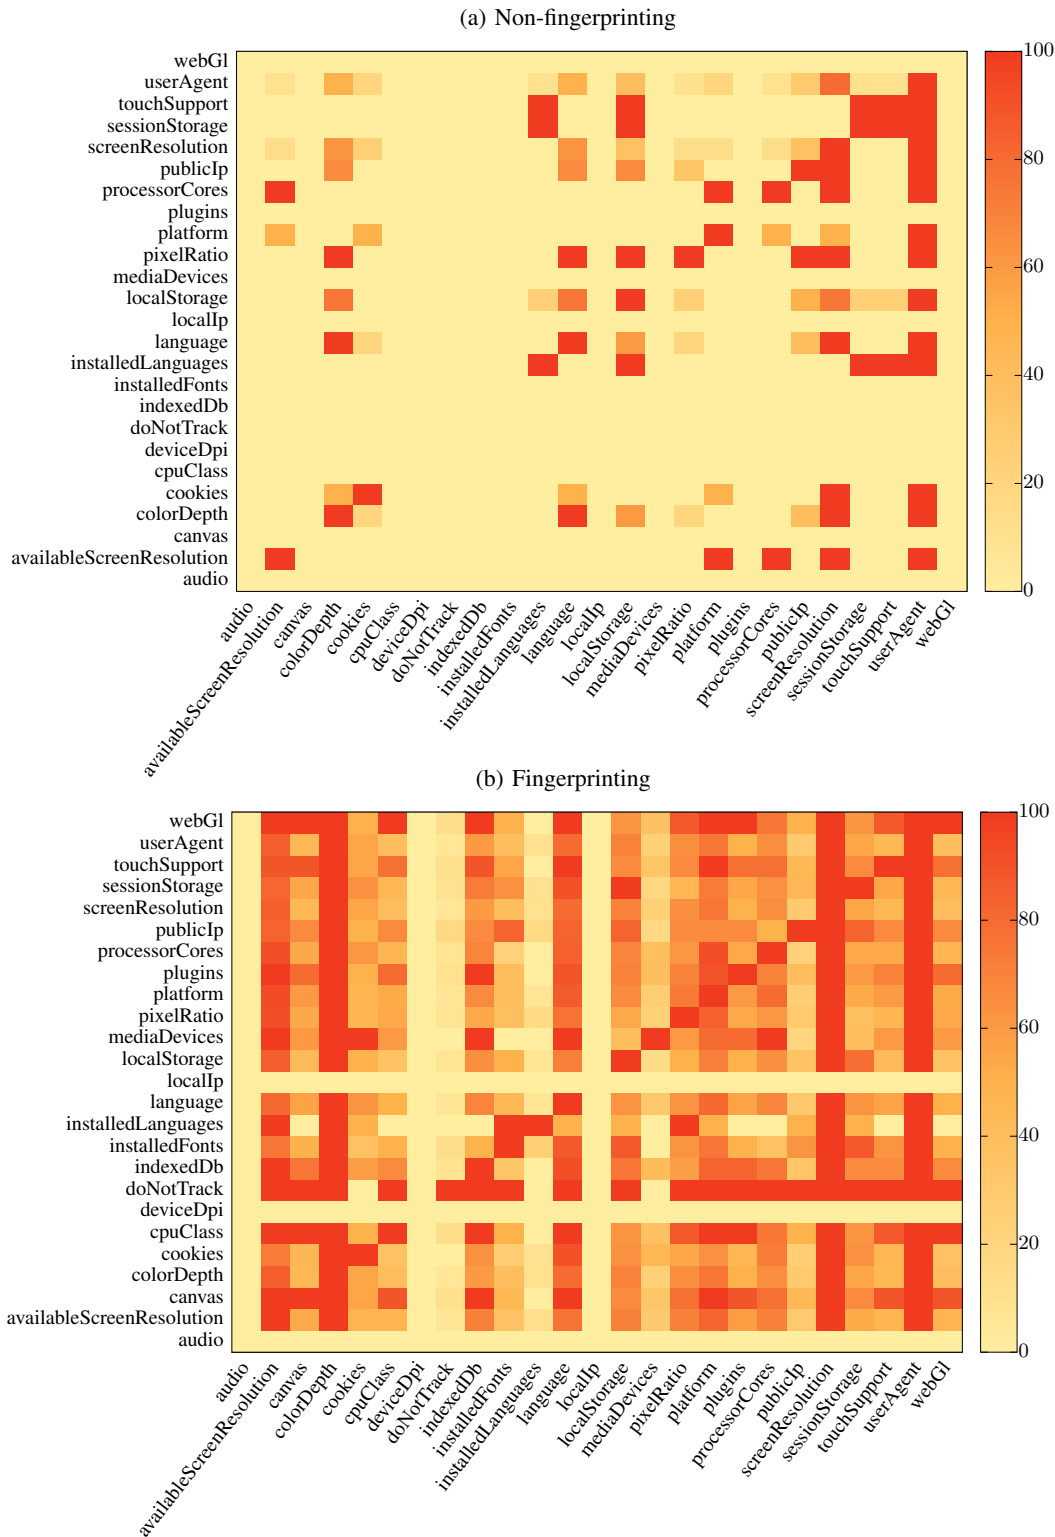 (a) Non-fingerprinting
webGl
userAgent
touchSupport
sessionStorage
screenResolution
publicIp
processorCores
plugins
platform
pixelRatio
mediaDevices
localStorage
localIp
language
installedLanguages
installedFonts
indexedDb
doNotTrack
deviceDpi
cpuClass
cookies
colorDepth
canvas
availableScreenResolution
audio
100
80
60
40
20
0
audio
availableScreenResolution
canvas
colorDepth
cookies
cpuClass
deviceDpi
doNotTrack
indexedDb
installedFonts
installedLanguages
language
localIp
localStorage
mediaDevices
pixelRatio
platform
plugins
processorCores
publicIp
screenResolution
sessionStorage
touchSupport
userAgent
webGl
(b) Fingerprinting
webGl
userAgent
touchSupport
sessionStorage
screenResolution
publicIp
processorCores
plugins
platform
pixelRatio
mediaDevices
localStorage
localIp
language
installedLanguages
installedFonts
indexedDb
doNotTrack
deviceDpi
cpuClass
cookies
colorDepth
canvas
availableScreenResolution
audio
100
80
60
40
20
0
audio
availableScreenResolution
canvas
colorDepth
cookies
cpuClass
deviceDpi
doNotTrack
indexedDb
installedFonts
installedLanguages
language
localIp
localStorage
mediaDevices
pixelRatio
platform
plugins
processorCores
publicIp
screenResolution
sessionStorage
touchSupport
userAgent
webGl